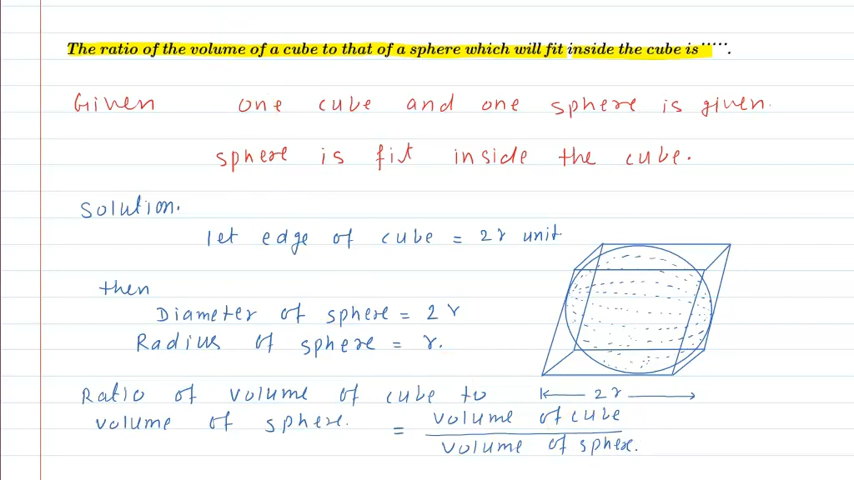 The ratio of the volume of a cube to that of a sphere which will fit inside the cube is.....
Given one cube and one sphere is given.
sphere is fit inside the cube.
Solution.
let edge of cube = 2r unit
then
Diameter of sphere = 2r
Radius of sphere = r.
Ratio of volume of cube to
volume of sphere. = volume of cube
volume of sphere.
2r